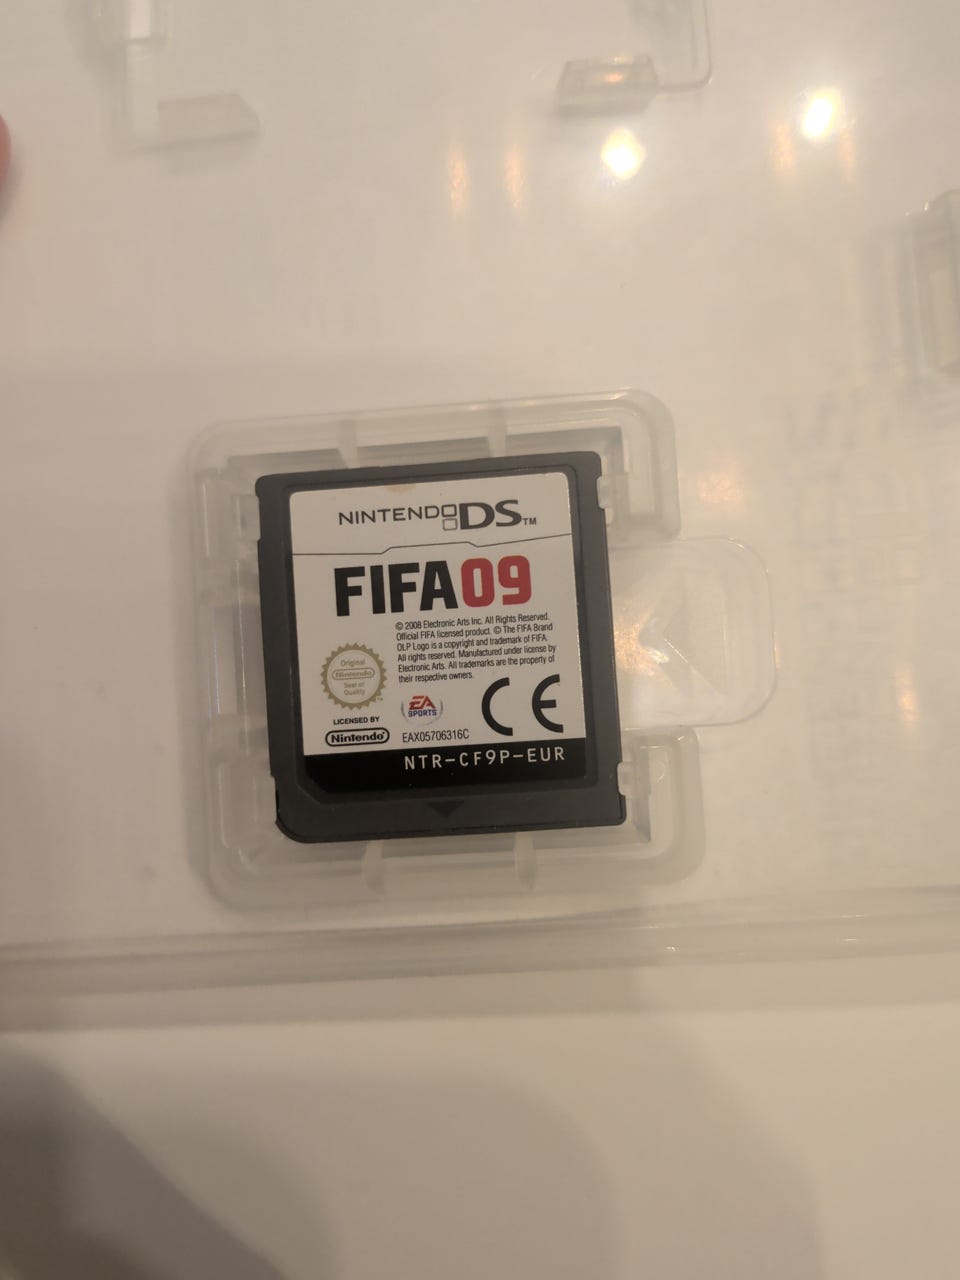 NINTENDO DS™
FIFA 09
© 2008 Electronic Arts Inc. All Rights Reserved.
Official FIFA licensed product. © The FIFA Brand
OLP Logo is a copyright and trademark of FIFA.
All rights reserved. Manufactured under license by
Electronic Arts. All trademarks are the property of
their respective owners.
Original
Nintendo
Seal of
Quality
™
LICENSED BY
Nintendo
EA
SPORTS
EAX05706316C
CE
NTR-CF9P-EUR